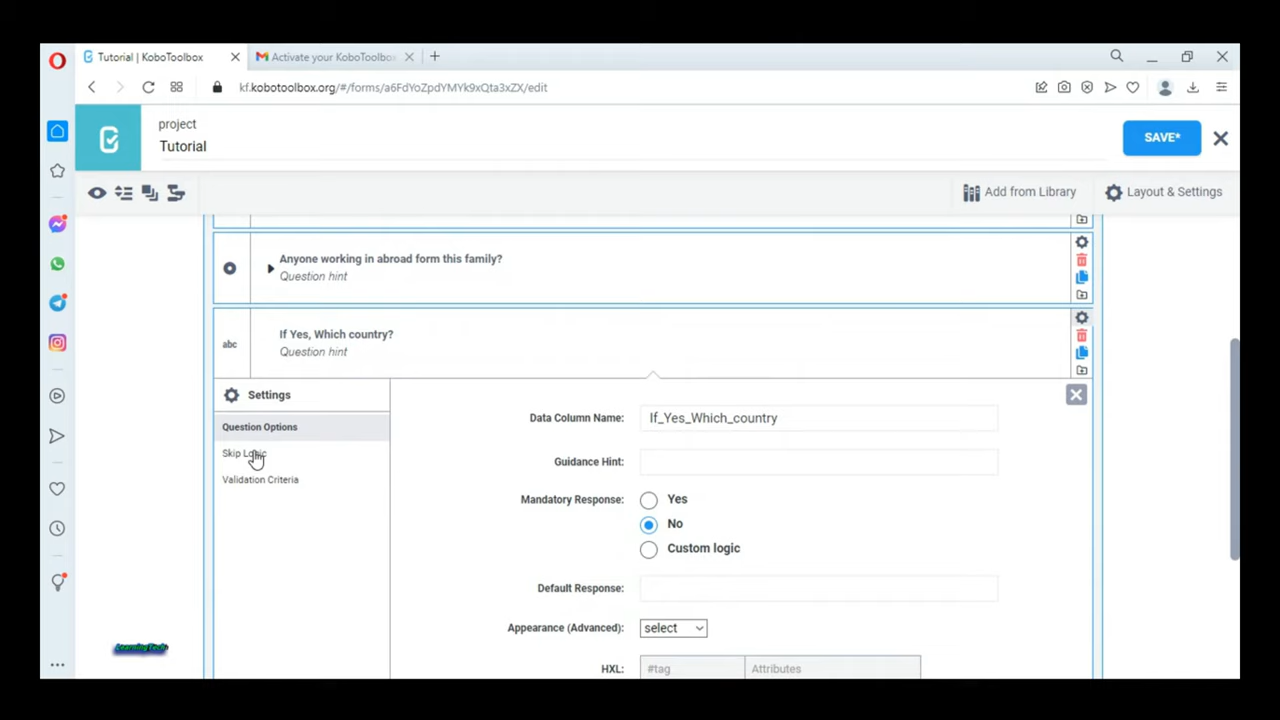 Tutorial | KoboToolbox
Activate your KoboToolbox
kf.kobotoolbox.org/#/forms/a6FdYoZpdYMYk9xQta3xZX/edit
project
Tutorial
SAVE*
Add from Library
Layout & Settings
Anyone working in abroad form this family?
Question hint
abc
If Yes, Which country?
Question hint
Settings
Question Options
Skip Logic
Validation Criteria
Data Column Name:
If_Yes_Which_country
Guidance Hint:
Mandatory Response:
Yes
No
Custom logic
Default Response:
Appearance (Advanced):
select
HXL:
#tag
Attributes
LearningTech